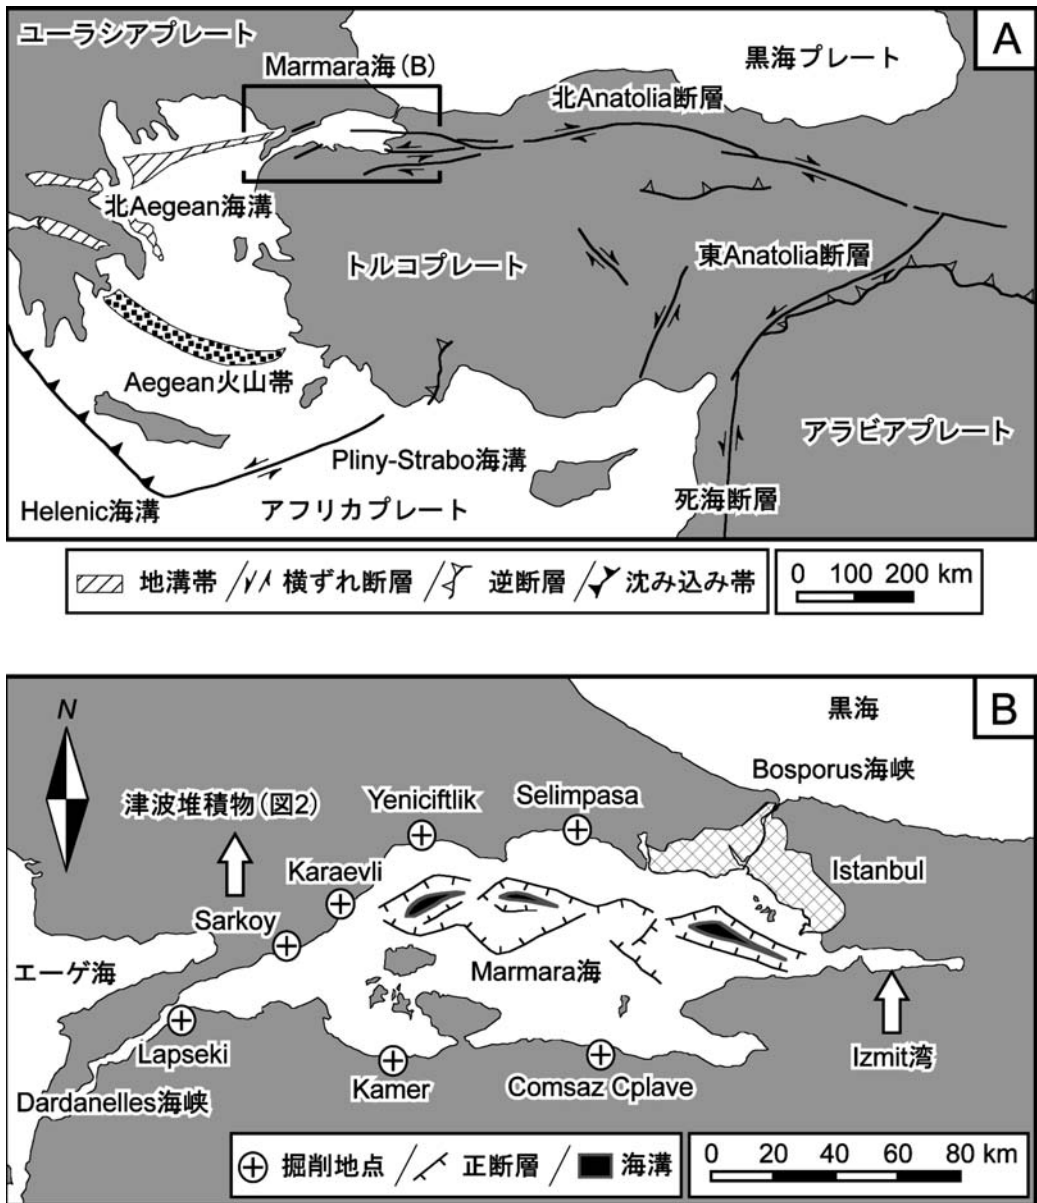 ユーラシアプレート
A
黒海プレート
Marmara海（B）
北Anatolia断層
北Aegean海溝
トルコプレート
東Anatolia断層
Aegean火山帯
アラビアプレート
Pliny-Strabo海溝
死海断層
Helenic海溝
アフリカプレート
地溝帯 横ずれ断層 逆断層 沈み込み帯
0 100 200 km
B
N
黒海
Bosporus海峡
津波堆積物（図2）
Yeniciftlik
Selimpasa
Istanbul
Karaevli
Sarkoy
エーゲ海
Marmara海
Lapseki
Izmit湾
Kamer
Comsaz Cplave
Dardanelles海峡
掘削地点 正断層 海溝
0 20 40 60 80 km